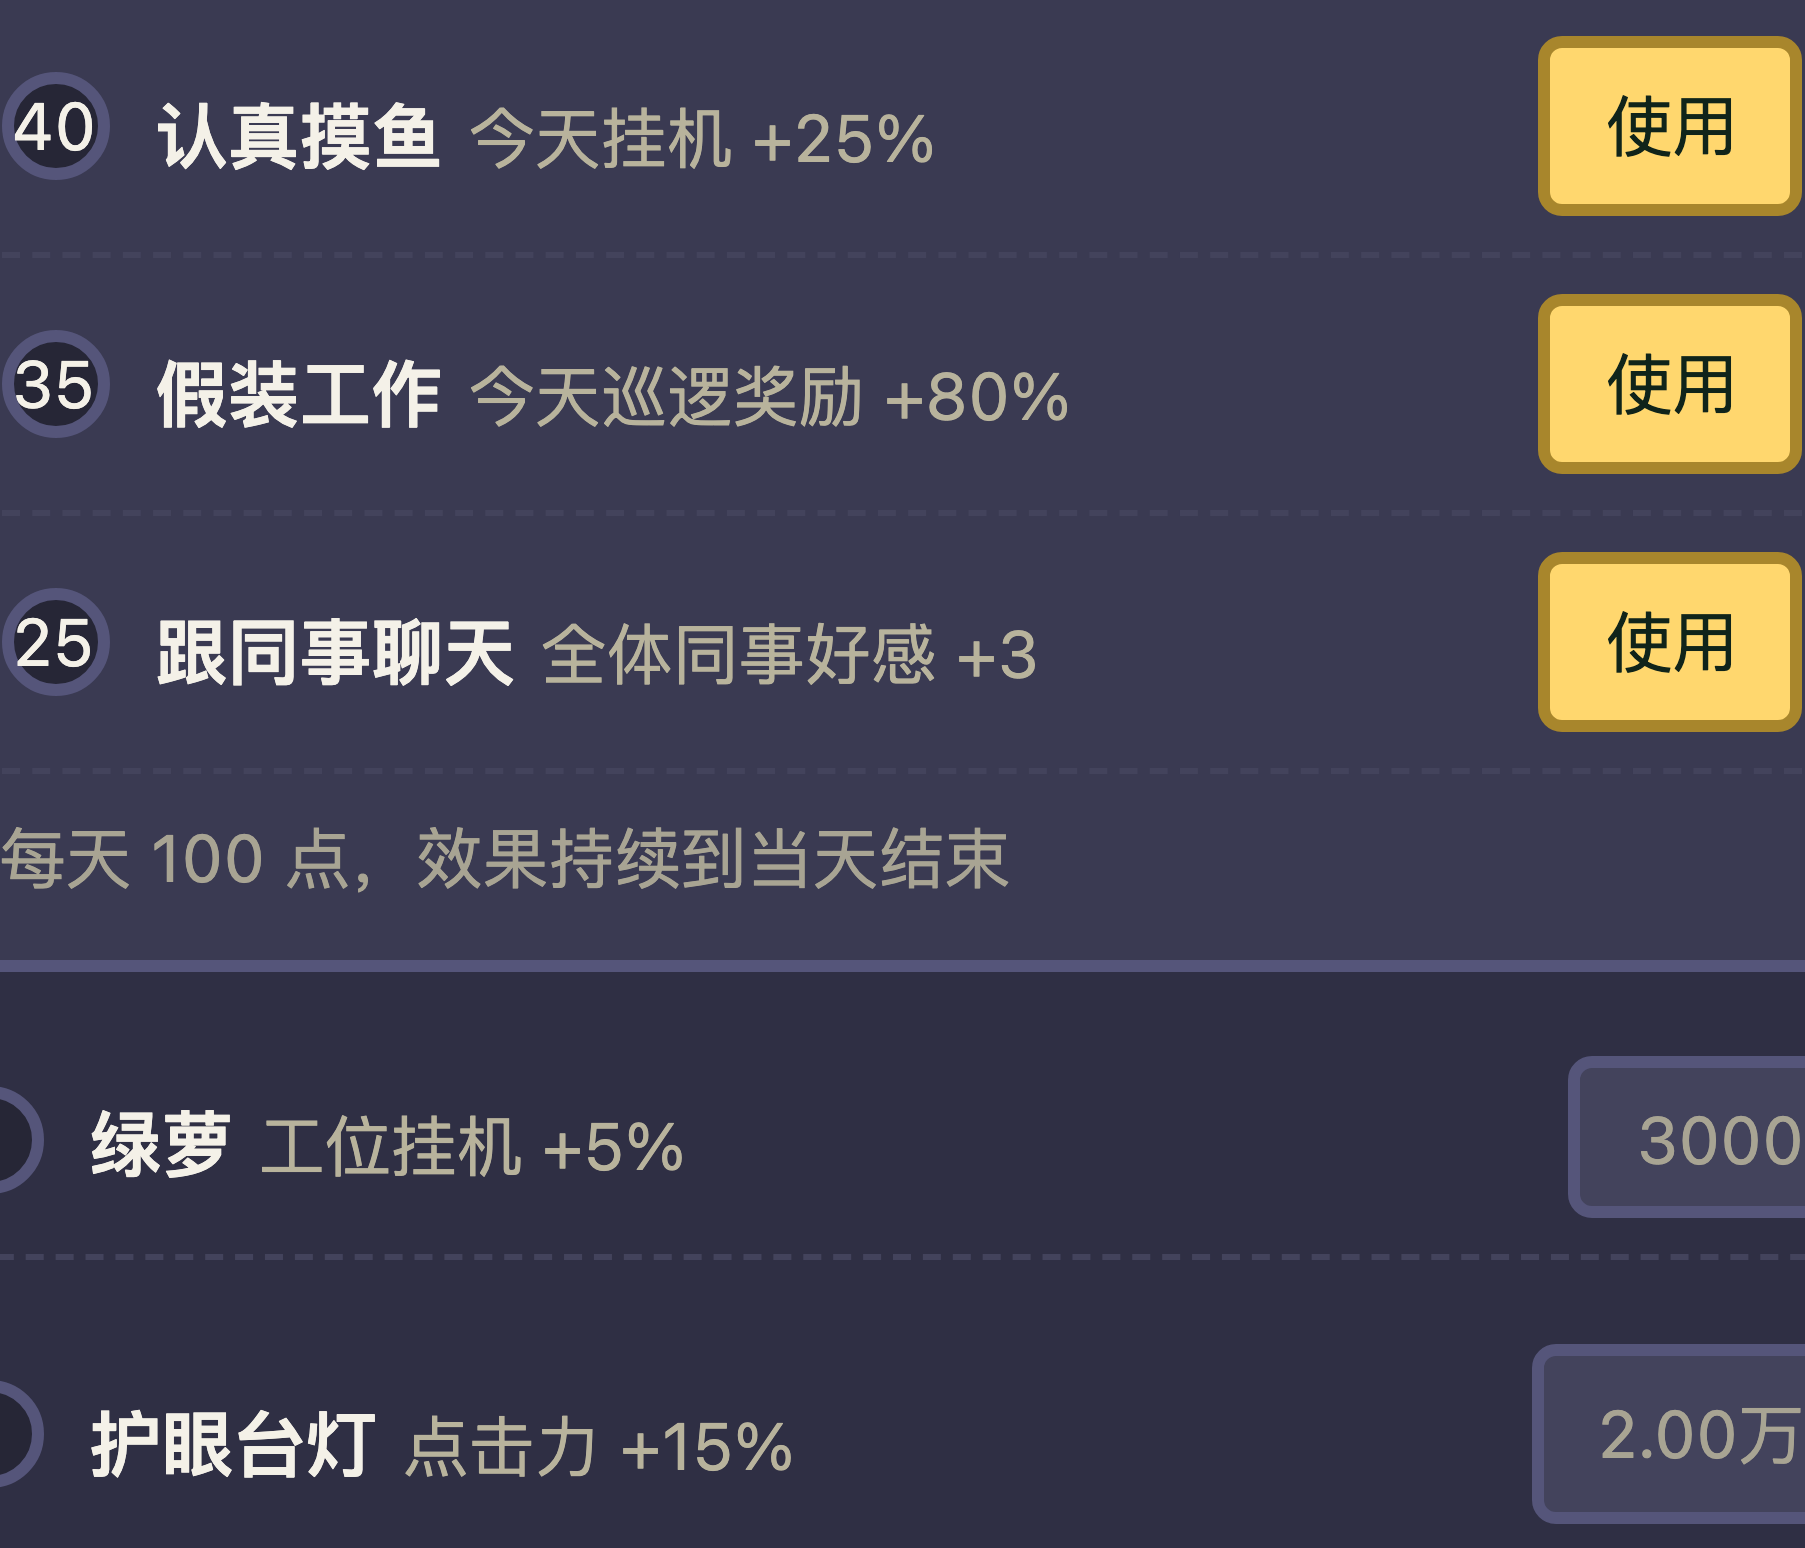 40 认真摸鱼 今天挂机 +25% 使用
35 假装工作 今天巡逻奖励 +80% 使用
25 跟同事聊天 全体同事好感 +3 使用
每天 100 点，效果持续到当天结束
绿萝 工位挂机 +5% 3000
护眼台灯 点击力 +15% 2.00万